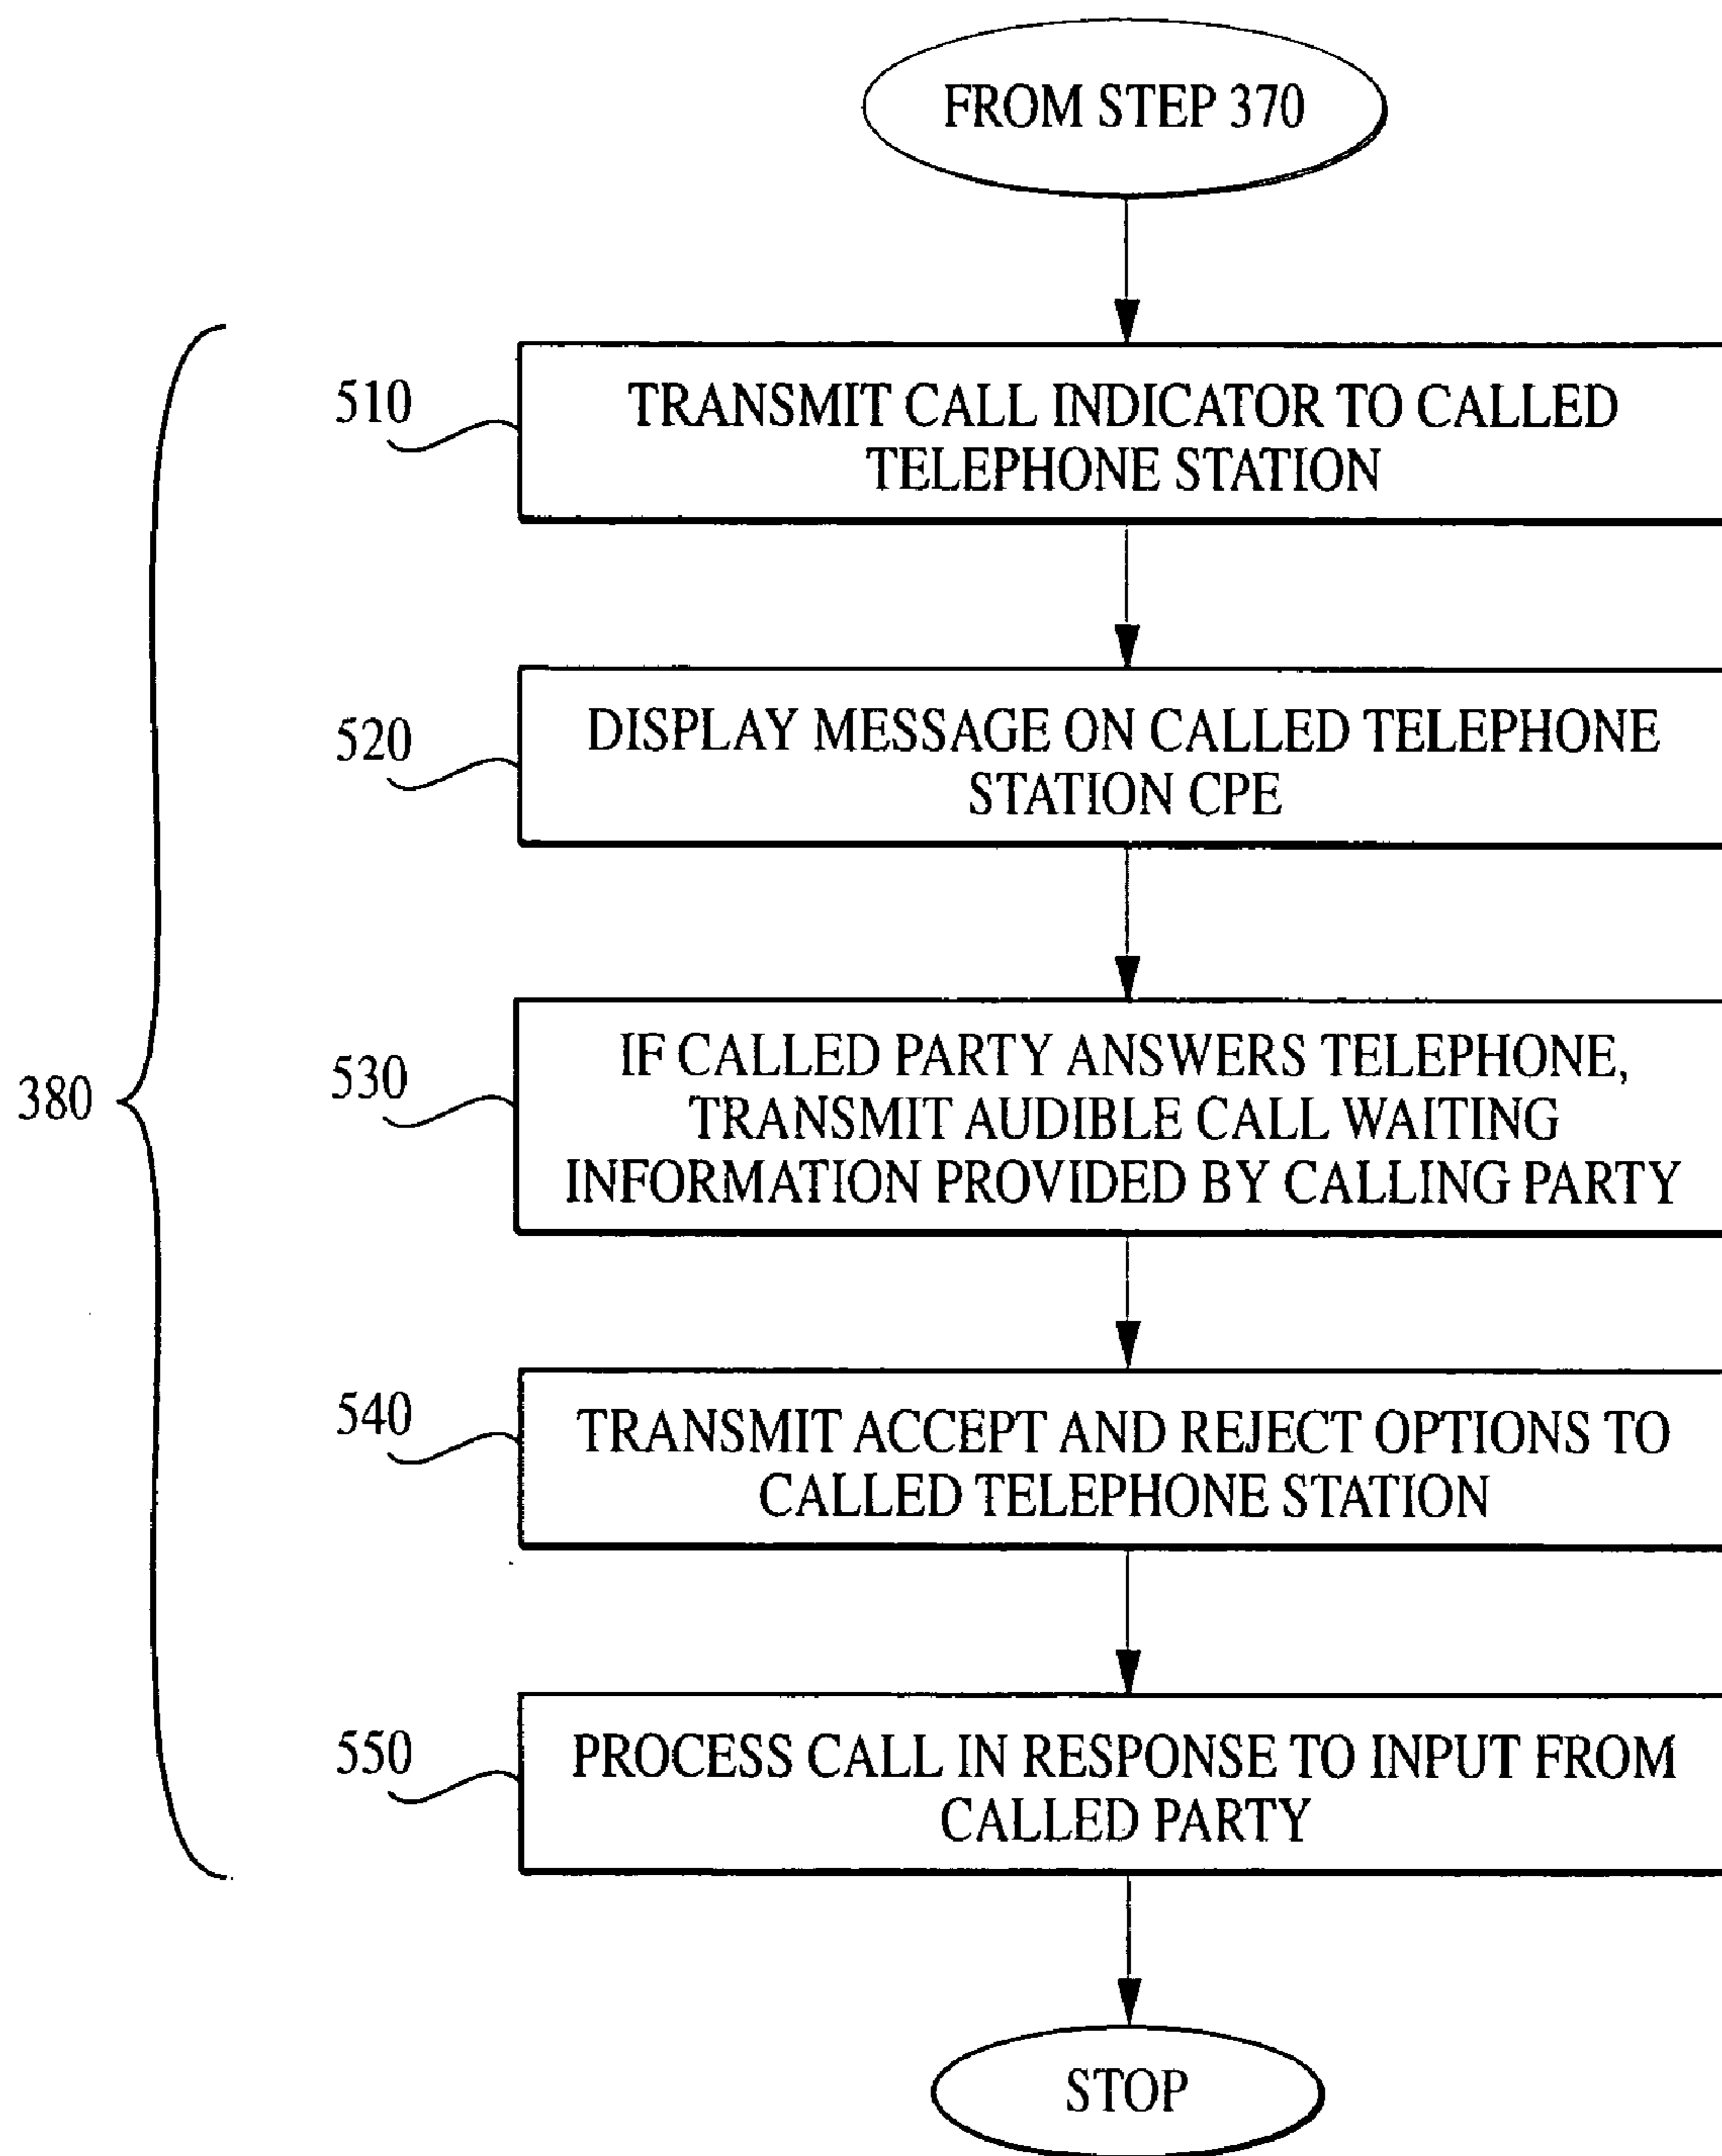 FROM STEP 370
510
TRANSMIT CALL INDICATOR TO CALLED
TELEPHONE STATION
520
DISPLAY MESSAGE ON CALLED TELEPHONE
STATION CPE
380
530
IF CALLED PARTY ANSWERS TELEPHONE,
TRANSMIT AUDIBLE CALL WAITING
INFORMATION PROVIDED BY CALLING PARTY
540
TRANSMIT ACCEPT AND REJECT OPTIONS TO
CALLED TELEPHONE STATION
550
PROCESS CALL IN RESPONSE TO INPUT FROM
CALLED PARTY
STOP